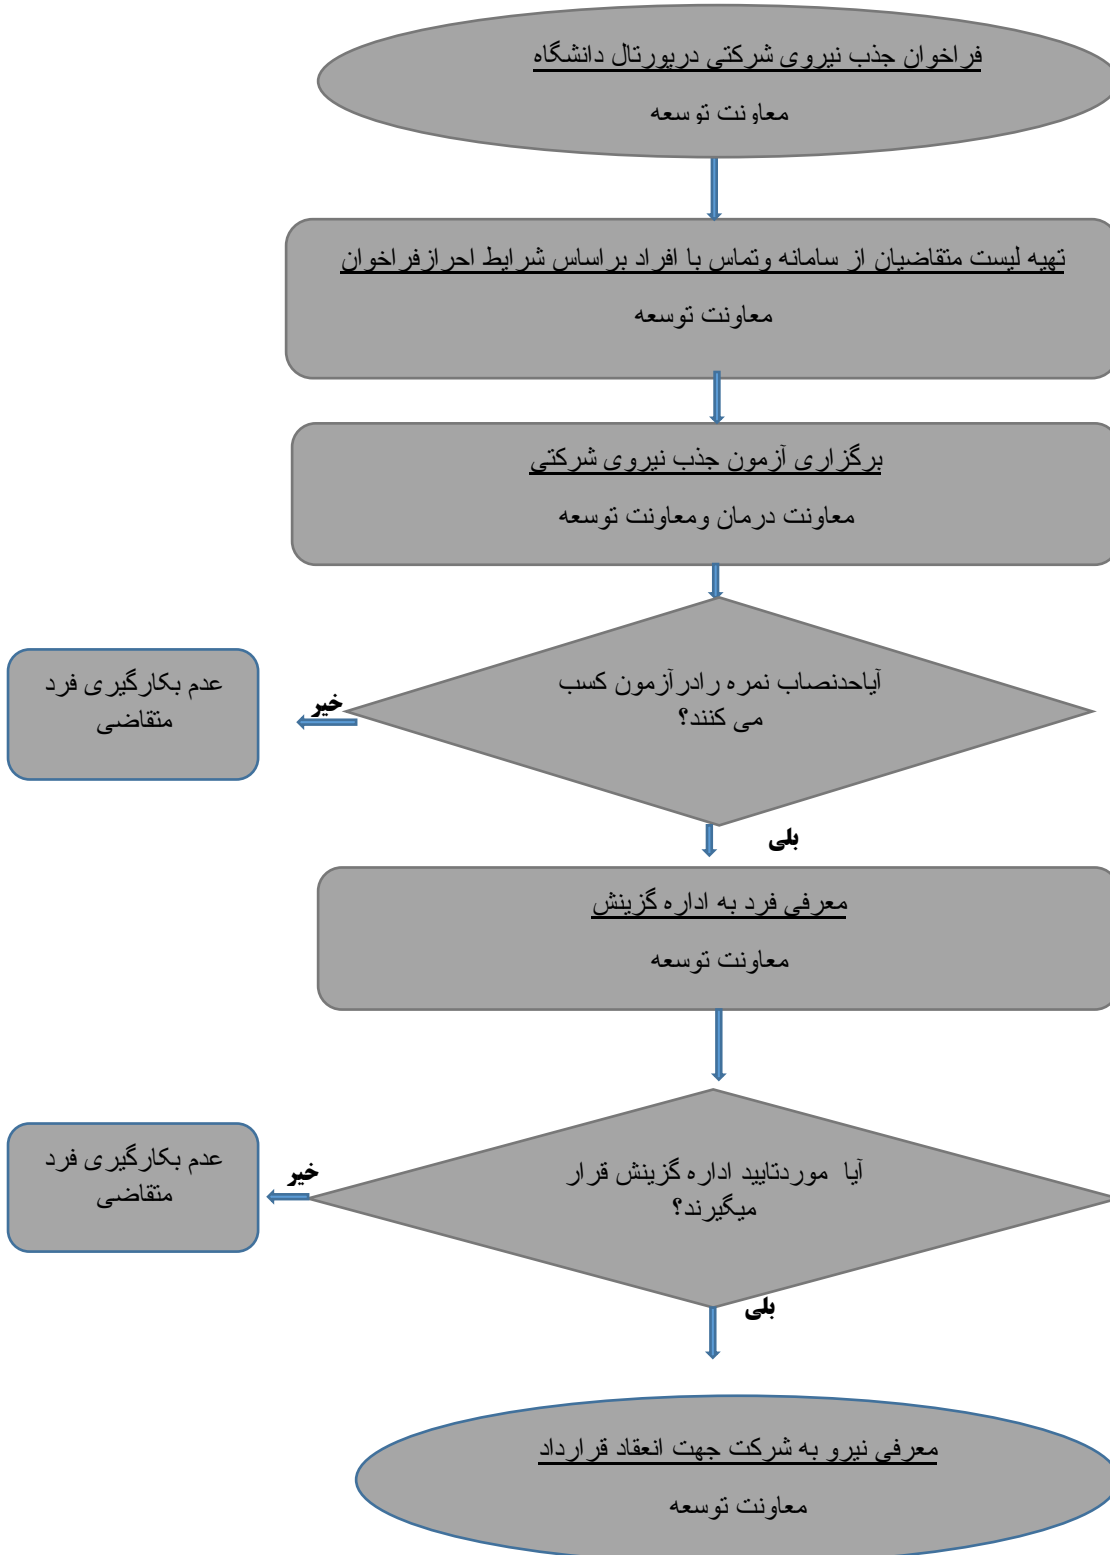 فراخوان جذب نیروی شرکتی درپورتال دانشگاه
معاونت توسعه
تهیه لیست متقاضیان از سامانه وتماس با افراد براساس شرایط احرازفراخوان
معاونت توسعه
برگزاری آزمون جذب نیروی شرکتی
معاونت درمان ومعاونت توسعه
آیاحدنصاب نمره رادرآزمون کسب
می کنند؟
خیر
عدم بکارگیری فرد
متقاضی
بلی
معرفی فرد به اداره گزینش
معاونت توسعه
آیا موردتایید اداره گزینش قرار
میگیرند؟
خیر
عدم بکارگیری فرد
متقاضی
بلی
معرفی نیرو به شرکت جهت انعقاد قرارداد
معاونت توسعه